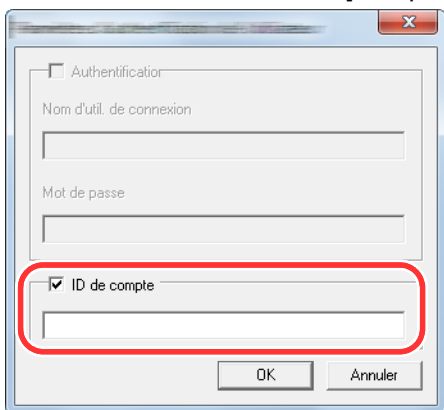 Authentification
Nom d'util. de connexion
Mot de passe
ID de compte
OK
Annuler